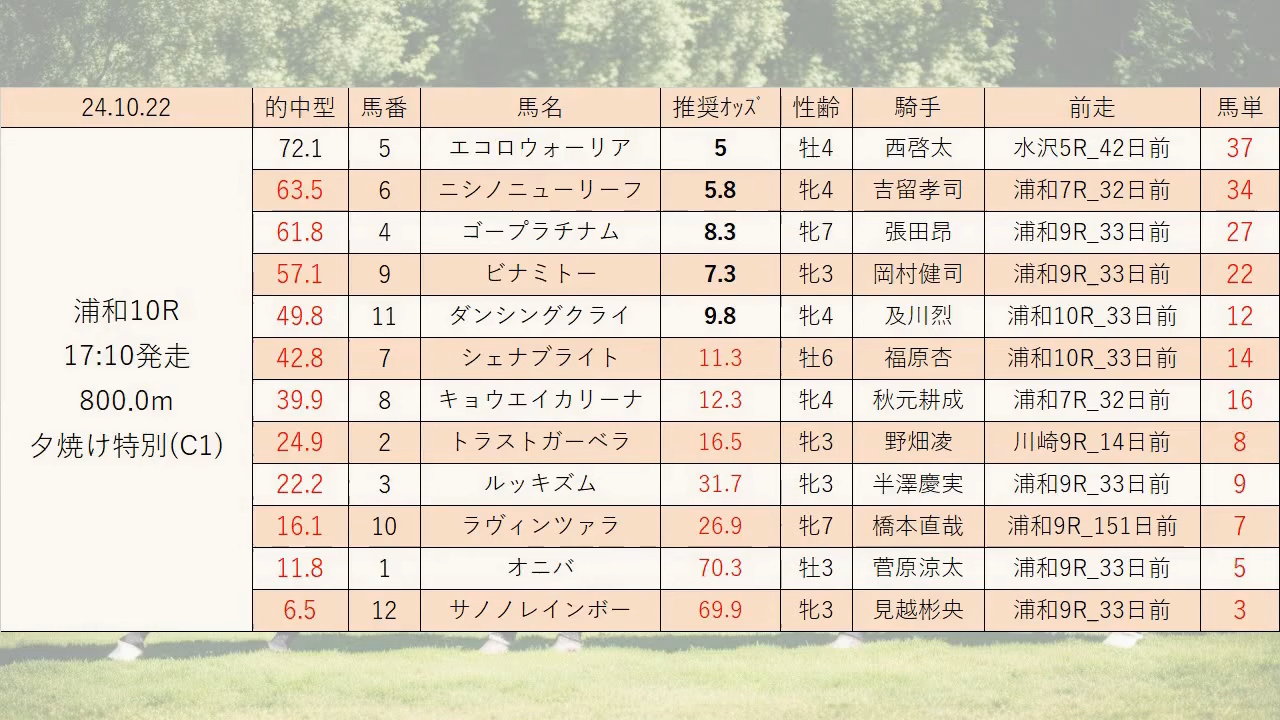 24.10.22 的中型 馬番 馬名 推奨ｵｯｽﾞ 性齢 騎手 前走 馬単
浦和10R
17:10発走
800.0m
夕焼け特別(C1)
72.1 5 エコロウォーリア 5 牡4 西啓太 水沢5R_42日前 37
63.5 6 ニシノニューリーフ 5.8 牝4 吉留孝司 浦和7R_32日前 34
61.8 4 ゴープラチナム 8.3 牝7 張田昂 浦和9R_33日前 27
57.1 9 ビナミトー 7.3 牝3 岡村健司 浦和9R_33日前 22
49.8 11 ダンシングクライ 9.8 牝4 及川烈 浦和10R_33日前 12
42.8 7 シェナブライト 11.3 牡6 福原杏 浦和10R_33日前 14
39.9 8 キョウエイカリーナ 12.3 牝4 秋元耕成 浦和7R_32日前 16
24.9 2 トラストガーベラ 16.5 牝3 野畑凌 川崎9R_14日前 8
22.2 3 ルッキズム 31.7 牝3 半澤慶実 浦和9R_33日前 9
16.1 10 ラヴィンツァラ 26.9 牝7 橋本直哉 浦和9R_151日前 7
11.8 1 オニバ 70.3 牡3 菅原涼太 浦和9R_33日前 5
6.5 12 サノノレインボー 69.9 牝3 見越彬央 浦和9R_33日前 3